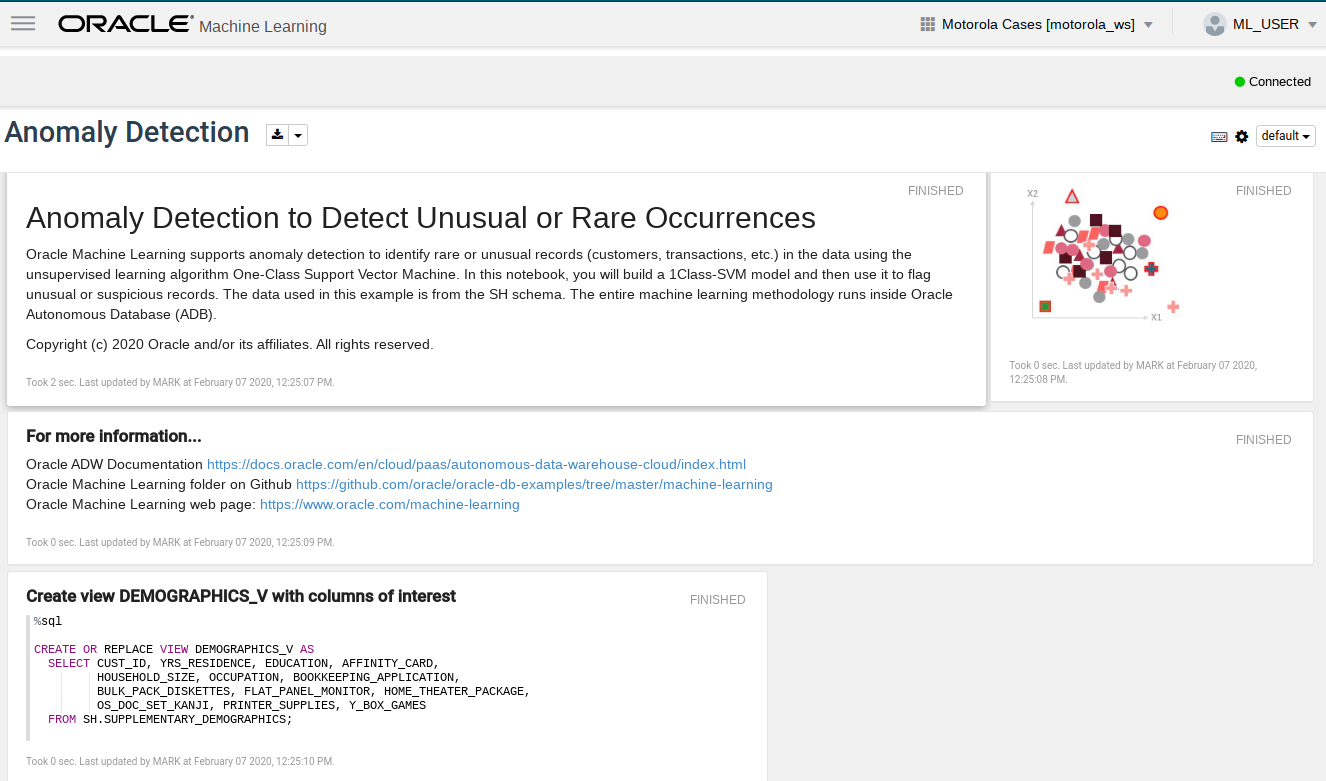 ORACLE® Machine Learning
Motorola Cases [motorola_ws]
ML_USER
Connected
Anomaly Detection
default
FINISHED
Anomaly Detection to Detect Unusual or Rare Occurrences
Oracle Machine Learning supports anomaly detection to identify rare or unusual records (customers, transactions, etc.) in the data using the
unsupervised learning algorithm One-Class Support Vector Machine. In this notebook, you will build a 1Class-SVM model and then use it to flag
unusual or suspicious records. The data used in this example is from the SH schema. The entire machine learning methodology runs inside Oracle
Autonomous Database (ADB).
Copyright (c) 2020 Oracle and/or its affiliates. All rights reserved.
Took 2 sec. Last updated by MARK at February 07 2020, 12:25:07 PM.
FINISHED
X2
X1
Took 0 sec. Last updated by MARK at February 07 2020,
12:25:08 PM.
For more information...
FINISHED
Oracle ADW Documentation https://docs.oracle.com/en/cloud/paas/autonomous-data-warehouse-cloud/index.html
Oracle Machine Learning folder on Github https://github.com/oracle/oracle-db-examples/tree/master/machine-learning
Oracle Machine Learning web page: https://www.oracle.com/machine-learning
Took 0 sec. Last updated by MARK at February 07 2020, 12:25:09 PM.
Create view DEMOGRAPHICS_V with columns of interest
FINISHED
%sql
CREATE OR REPLACE VIEW DEMOGRAPHICS_V AS
SELECT CUST_ID, YRS_RESIDENCE, EDUCATION, AFFINITY_CARD,
HOUSEHOLD_SIZE, OCCUPATION, BOOKKEEPING_APPLICATION,
BULK_PACK_DISKETTES, FLAT_PANEL_MONITOR, HOME_THEATER_PACKAGE,
OS_DOC_SET_KANJI, PRINTER_SUPPLIES, Y_BOX_GAMES
FROM SH.SUPPLEMENTARY_DEMOGRAPHICS;
Took 0 sec. Last updated by MARK at February 07 2020, 12:25:10 PM.